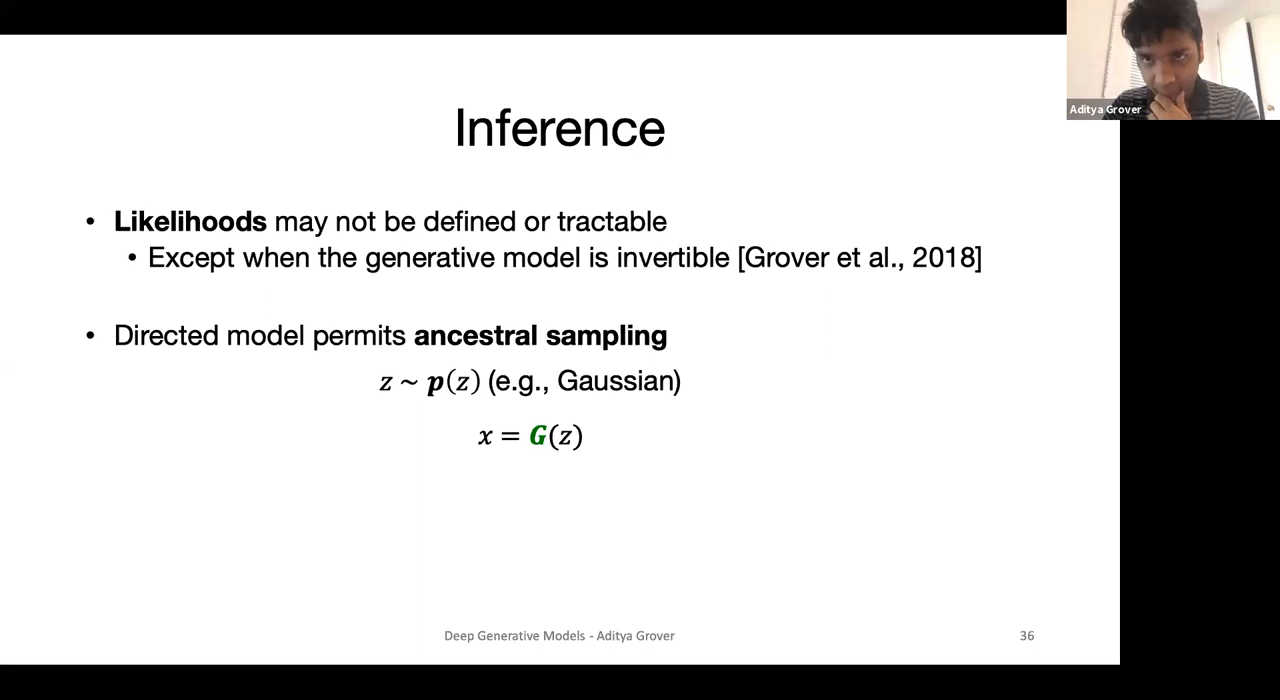 Aditya Grover
Inference
• Likelihoods may not be defined or tractable
• Except when the generative model is invertible [Grover et al., 2018]
• Directed model permits ancestral sampling
z ~ p(z) (e.g., Gaussian)
x = G(z)
Deep Generative Models - Aditya Grover
36